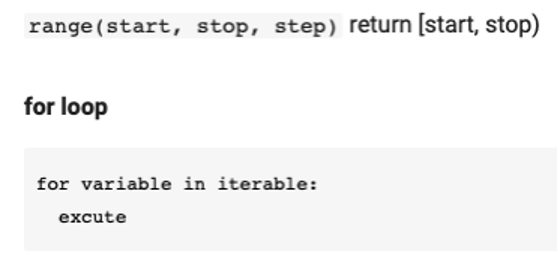 range(start, stop, step) return [start, stop)
for loop
for variable in iterable:
excute